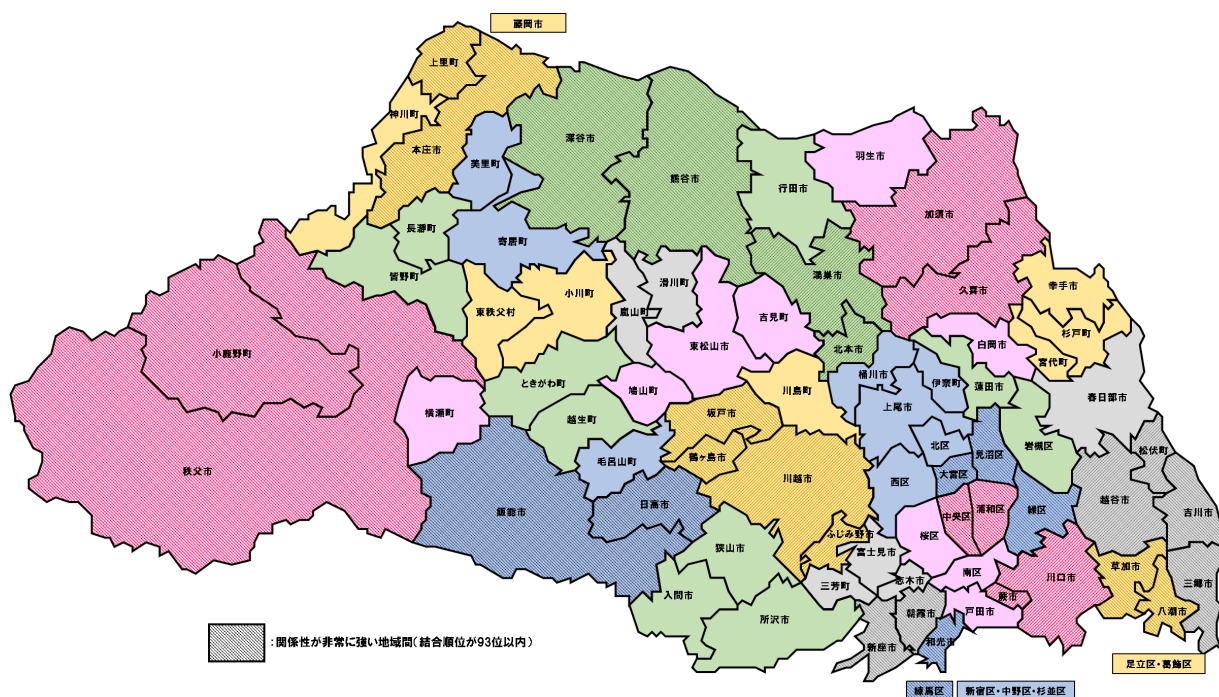 藤岡市
上里町
神川町
本庄市
美里町
深谷市
熊谷市
行田市
羽生市
加須市
長瀞町
寄居町
皆野町
鴻巣市
久喜市
幸手市
滑川町
小川町
嵐山町
東秩父村
吉見町
杉戸町
東松山市
北本市
白岡市
宮代町
小鹿野町
ときがわ町
鳩山町
川島町
桶川市
伊奈町
蓮田市
春日部市
横瀬町
越生町
坂戸市
上尾市
北区
見沼区
岩槻区
松伏町
秩父市
毛呂山町
鶴ヶ島市
川越市
大宮区
西区
越谷市
吉川市
飯能市
日高市
中央区
浦和区
緑区
ふじみ野市
桜区
狭山市
富士見市
三芳町
志木市
南区
川口市
草加市
三郷市
入間市
蕨市
所沢市
朝霞市
戸田市
八潮市
新座市
和光市
:関係性が非常に強い地域間(結合順位が93位以内)
足立区・葛飾区
練馬区
新宿区・中野区・杉並区